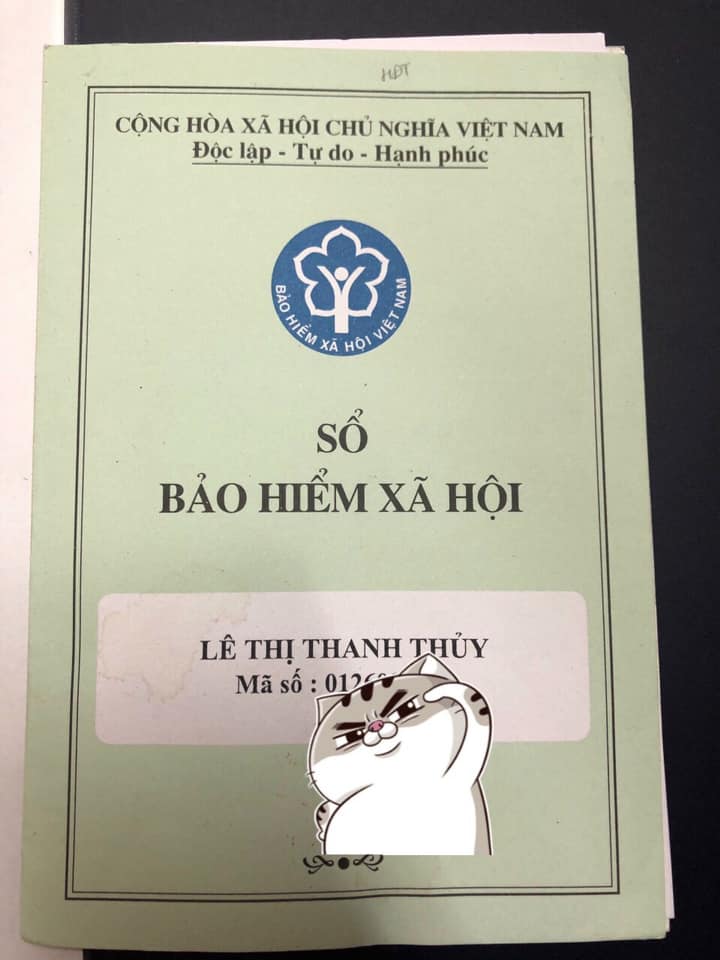 HĐT
CỘNG HÒA XÃ HỘI CHỦ NGHĨA VIỆT NAM
Độc lập - Tự do - Hạnh phúc
BẢO HIỂM XÃ HỘI VIỆT NAM
SỔ
BẢO HIỂM XÃ HỘI
LÊ THỊ THANH THỦY
Mã số :